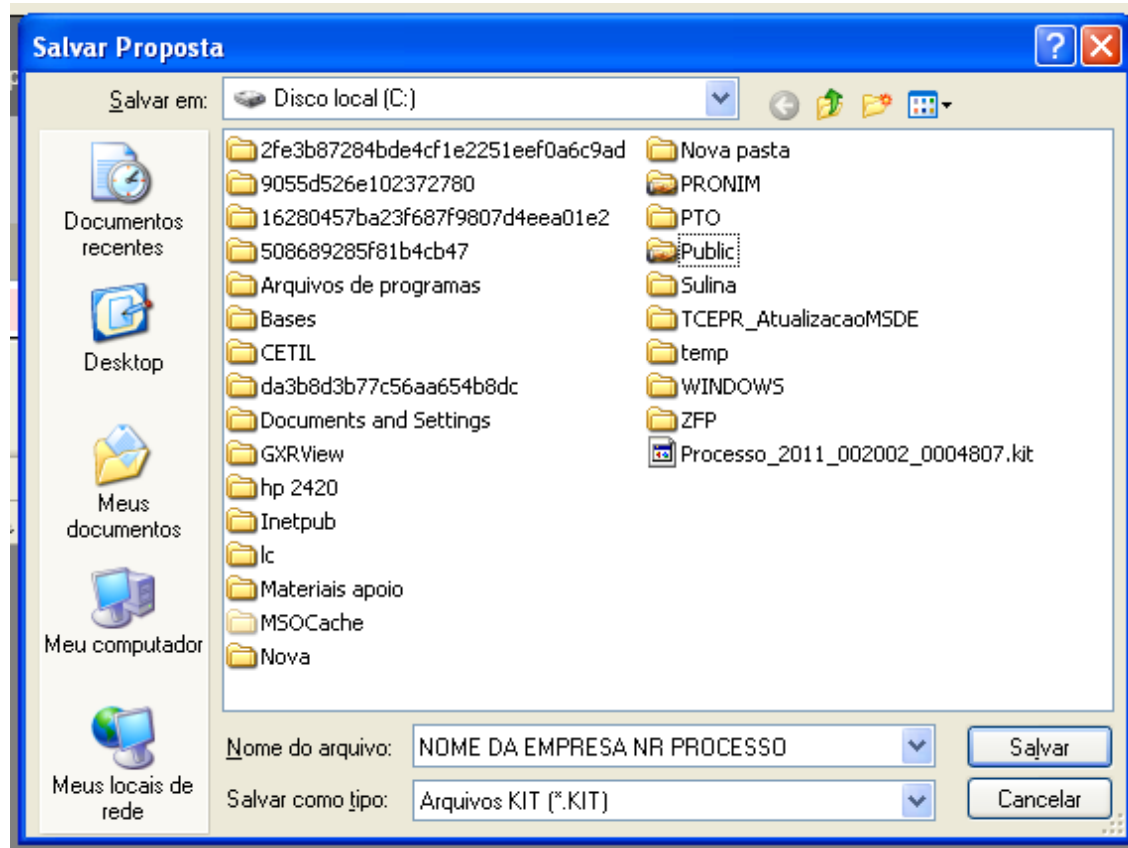 Salvar Proposta
Salvar em:
Disco local (C:)
Documentos
recentes
Desktop
Meus
documentos
Meu computador
Meus locais de
rede
2fe3b87284bde4cf1e2251eef0a6c9ad
9055d526e102372780
16280457ba23f687f9807d4eea01e2
508689285f81b4cb47
Arquivos de programas
Bases
CETIL
da3b8d3b77c56aa654b8dc
Documents and Settings
GXRView
hp 2420
Inetpub
lc
Materiais apoio
MSOCache
Nova
Nova pasta
PRONIM
PTO
Public
Sulina
TCEPR_AtualizacaoMSDE
temp
WINDOWS
ZFP
Processo_2011_002002_0004807.kit
Nome do arquivo:
NOME DA EMPRESA NR PROCESSO
Salvar
Salvar como tipo:
Arquivos KIT (*.KIT)
Cancelar